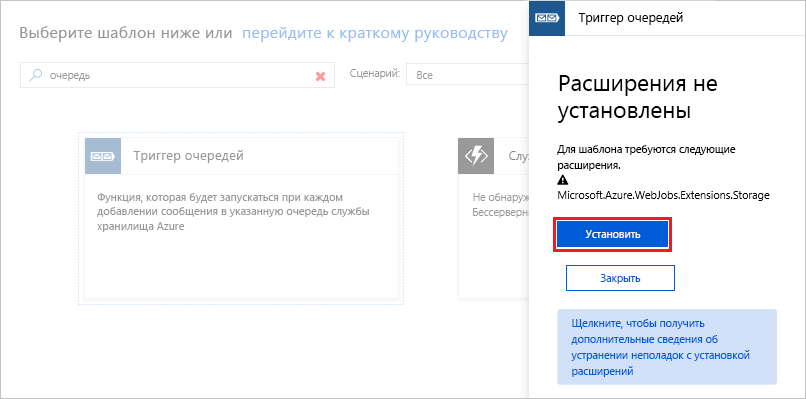 Выберите шаблон ниже или перейдите к краткому руководству
очередь
Сценарий:
Все
Триггер очередей
Функция, которая будет запускаться при каждом
добавлении сообщения в указанную очередь службы
хранилища Azure
Слу
Не обнаруж
Бессерверн
Триггер очередей
Расширения не
установлены
Для шаблона требуются следующие
расширения.
Microsoft.Azure.WebJobs.Extensions.Storage
Установить
Закрыть
Щелкните, чтобы получить
дополнительные сведения об
устранении неполадок с установкой
расширений